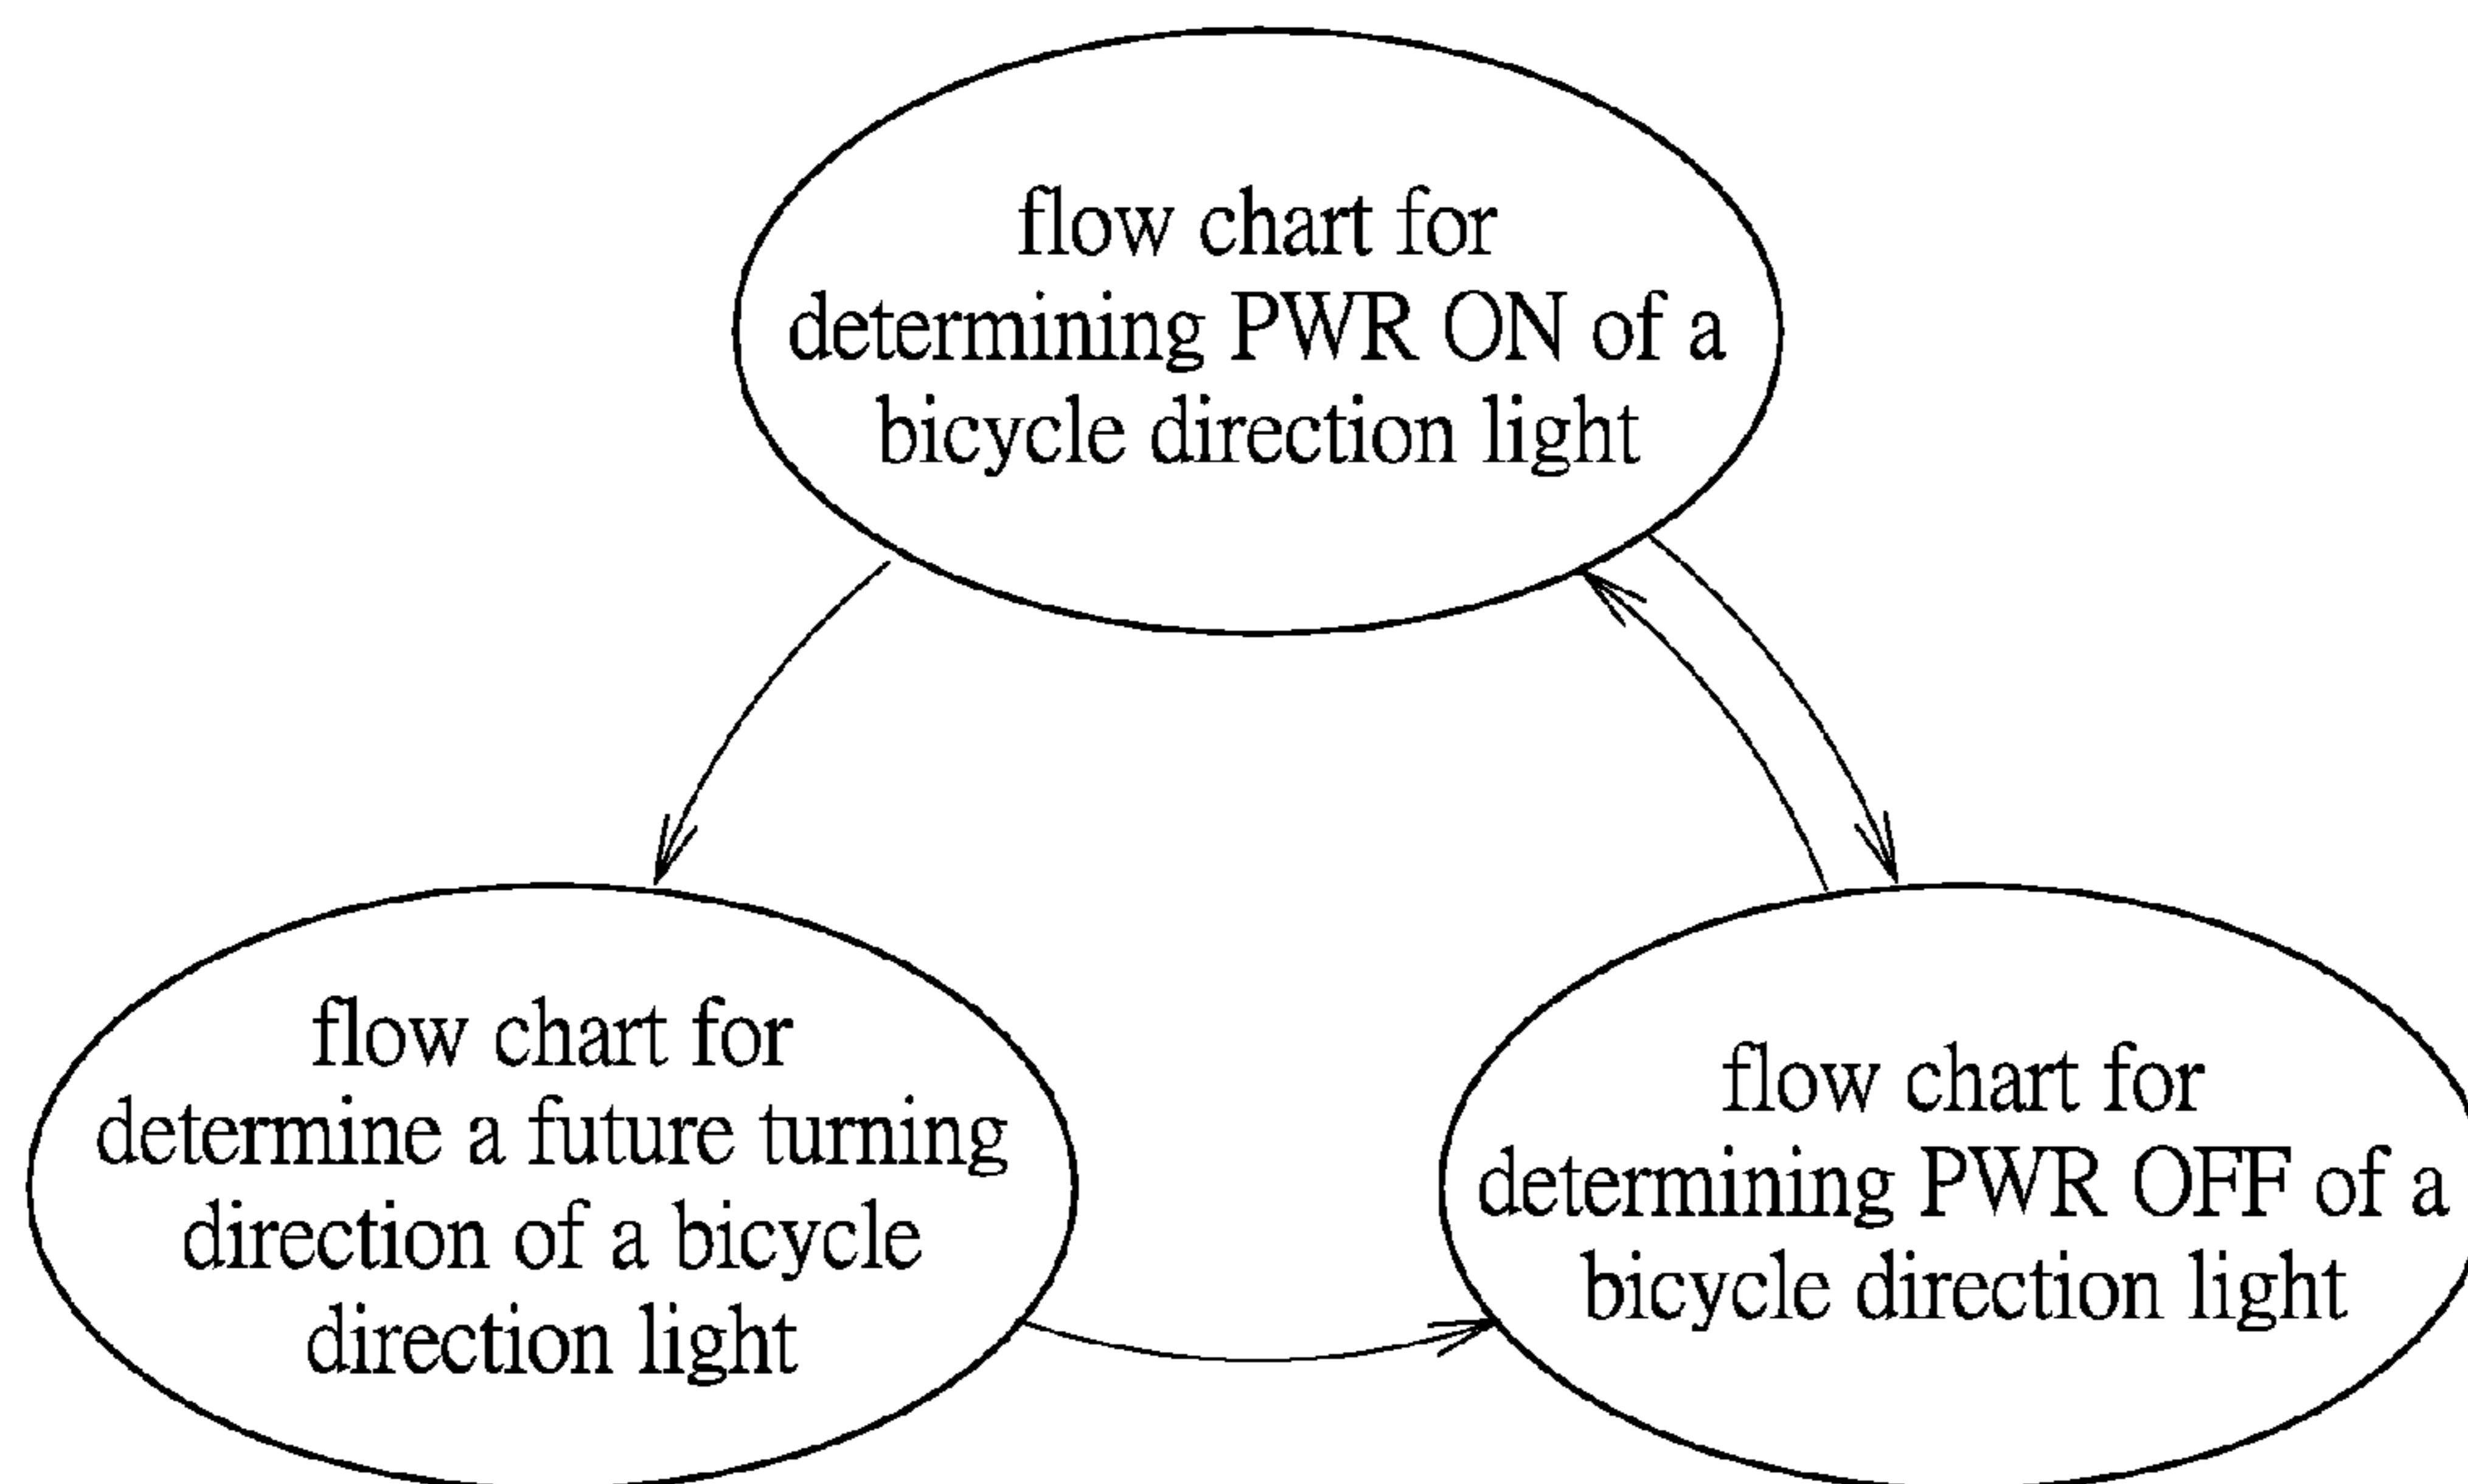 flow chart for
determining PWR ON of a
bicycle direction light
flow chart for
determine a future turning
direction of a bicycle
direction light
flow chart for
determining PWR OFF of a
bicycle direction light